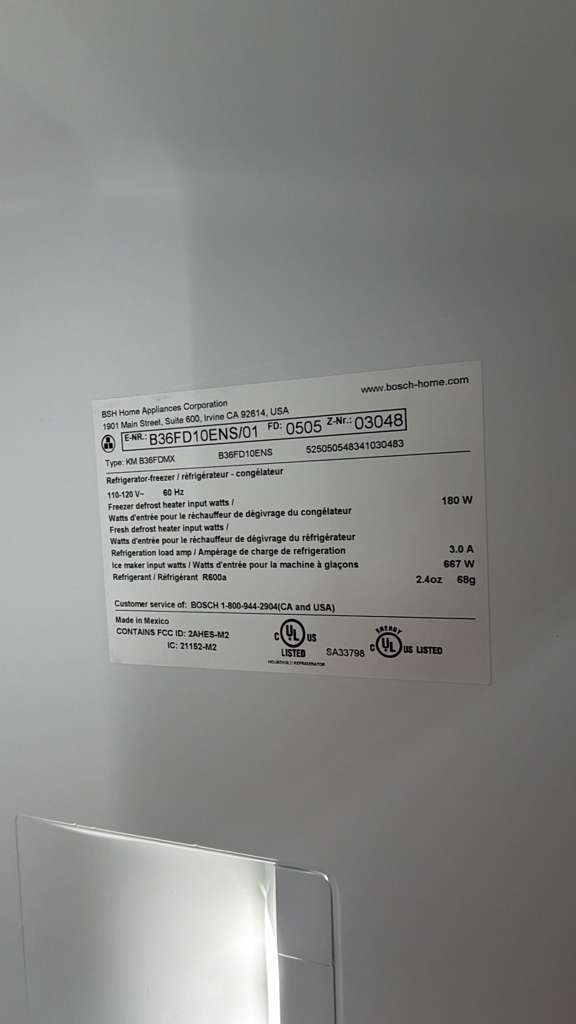 BSH Home Appliances Corporation www.bosch-home.com
1901 Main Street, Suite 600, Irvine CA 92614, USA
E-NR.: B36FD10ENS/01 FD: 0505 Z-Nr.: 03048
Type: KM B36FDMX B36FD10ENS 525050548341030483
Refrigerator-freezer / réfrigérateur - congélateur
110-120 V~ 60 Hz
Freezer defrost heater input watts / 180 W
Watts d'entrée pour le réchauffeur de dégivrage du congélateur
Fresh defrost heater input watts /
Watts d'entrée pour le réchauffeur de dégivrage du réfrigérateur
Refrigeration load amp / Ampérage de charge de refrigeration 3.0 A
Ice maker input watts / Watts d'entrée pour la machine à glaçons 667 W
Refrigerant / Réfrigérant R600a 2.4oz 68g
Customer service of: BOSCH 1-800-944-2904(CA and USA)
Made in Mexico
CONTAINS FCC ID: 2AHES-M2
IC: 21152-M2
C UL US
LISTED
HOUSEHOLD REFRIGERATOR
SA33798
ENERGY
C UL US LISTED